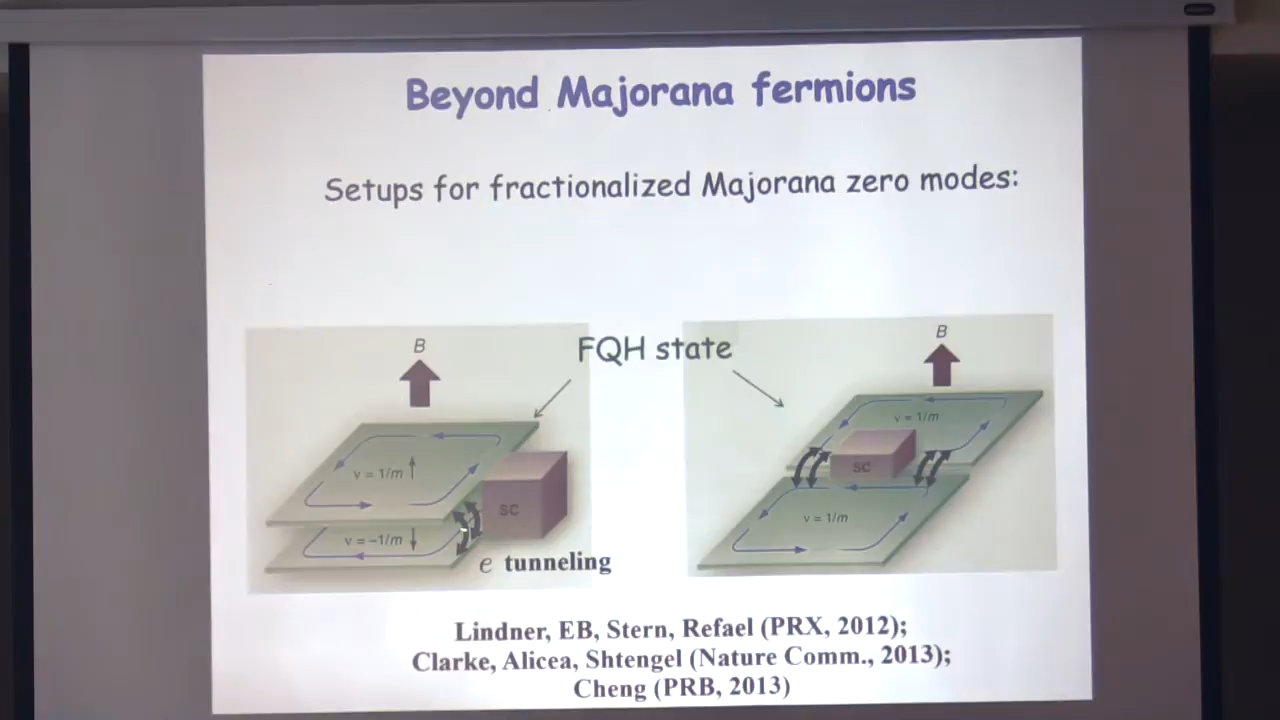 Beyond Majorana fermions
Setups for fractionalized Majorana zero modes:
B
FQH state
B
ν = 1/m
ν = 1/m
SC
SC
ν = 1/m
ν = -1/m
e tunneling
Lindner, EB, Stern, Refael (PRX, 2012);
Clarke, Alicea, Shtengel (Nature Comm., 2013);
Cheng (PRB, 2013)